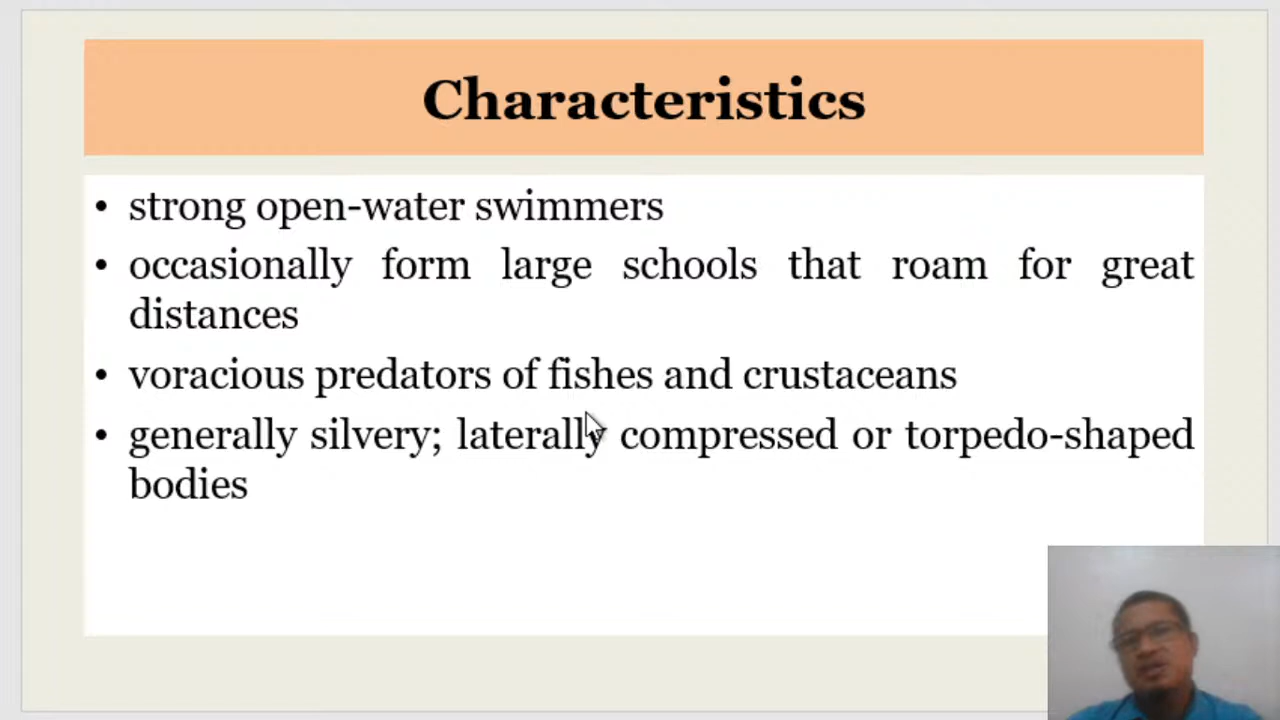 Characteristics
• strong open-water swimmers
• occasionally form large schools that roam for great
distances
• voracious predators of fishes and crustaceans
• generally silvery; laterally compressed or torpedo-shaped
bodies